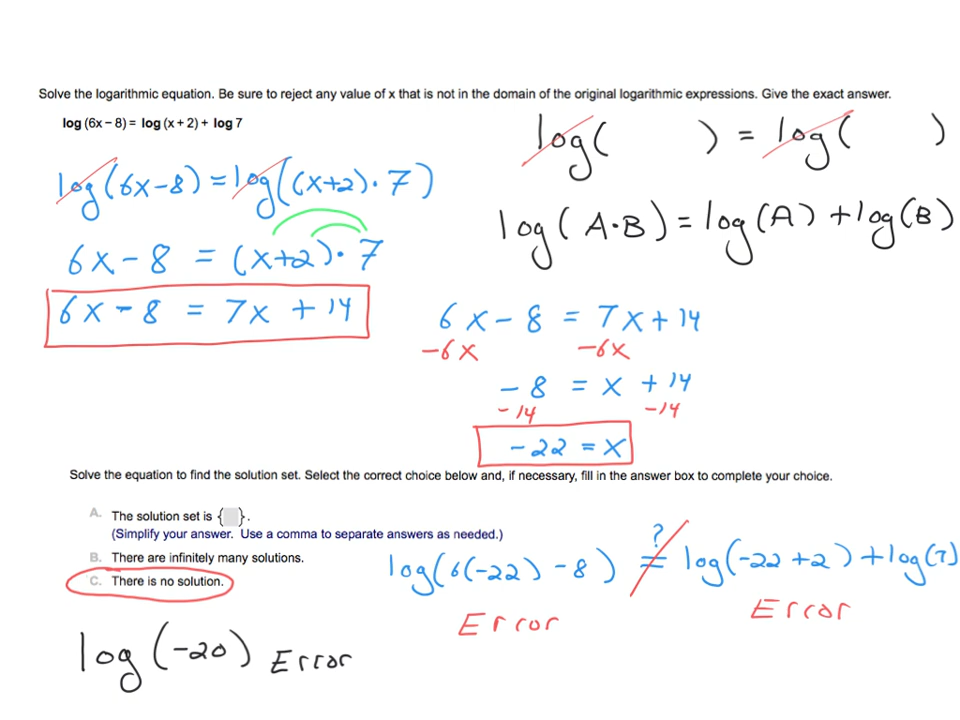 Solve the logarithmic equation. Be sure to reject any value of x that is not in the domain of the original logarithmic expressions. Give the exact answer.
log (6x − 8) = log (x + 2) + log 7
log( ) = log( )
log(6x−8)=log((x+2)·7)
log(A·B)=log(A)+log(B)
6x−8 = (x+2)·7
6x−8 = 7x+14
6x−8 = 7x+14
−6x −6x
−8 = x +14
−14 −14
−22 = x
Solve the equation to find the solution set. Select the correct choice below and, if necessary, fill in the answer box to complete your choice.
A. The solution set is { }.
(Simplify your answer. Use a comma to separate answers as needed.)
B. There are infinitely many solutions.
C. There is no solution.
?
log(6(−22)−8) = log(−22+2)+log(7)
Error Error
log(−20) Error